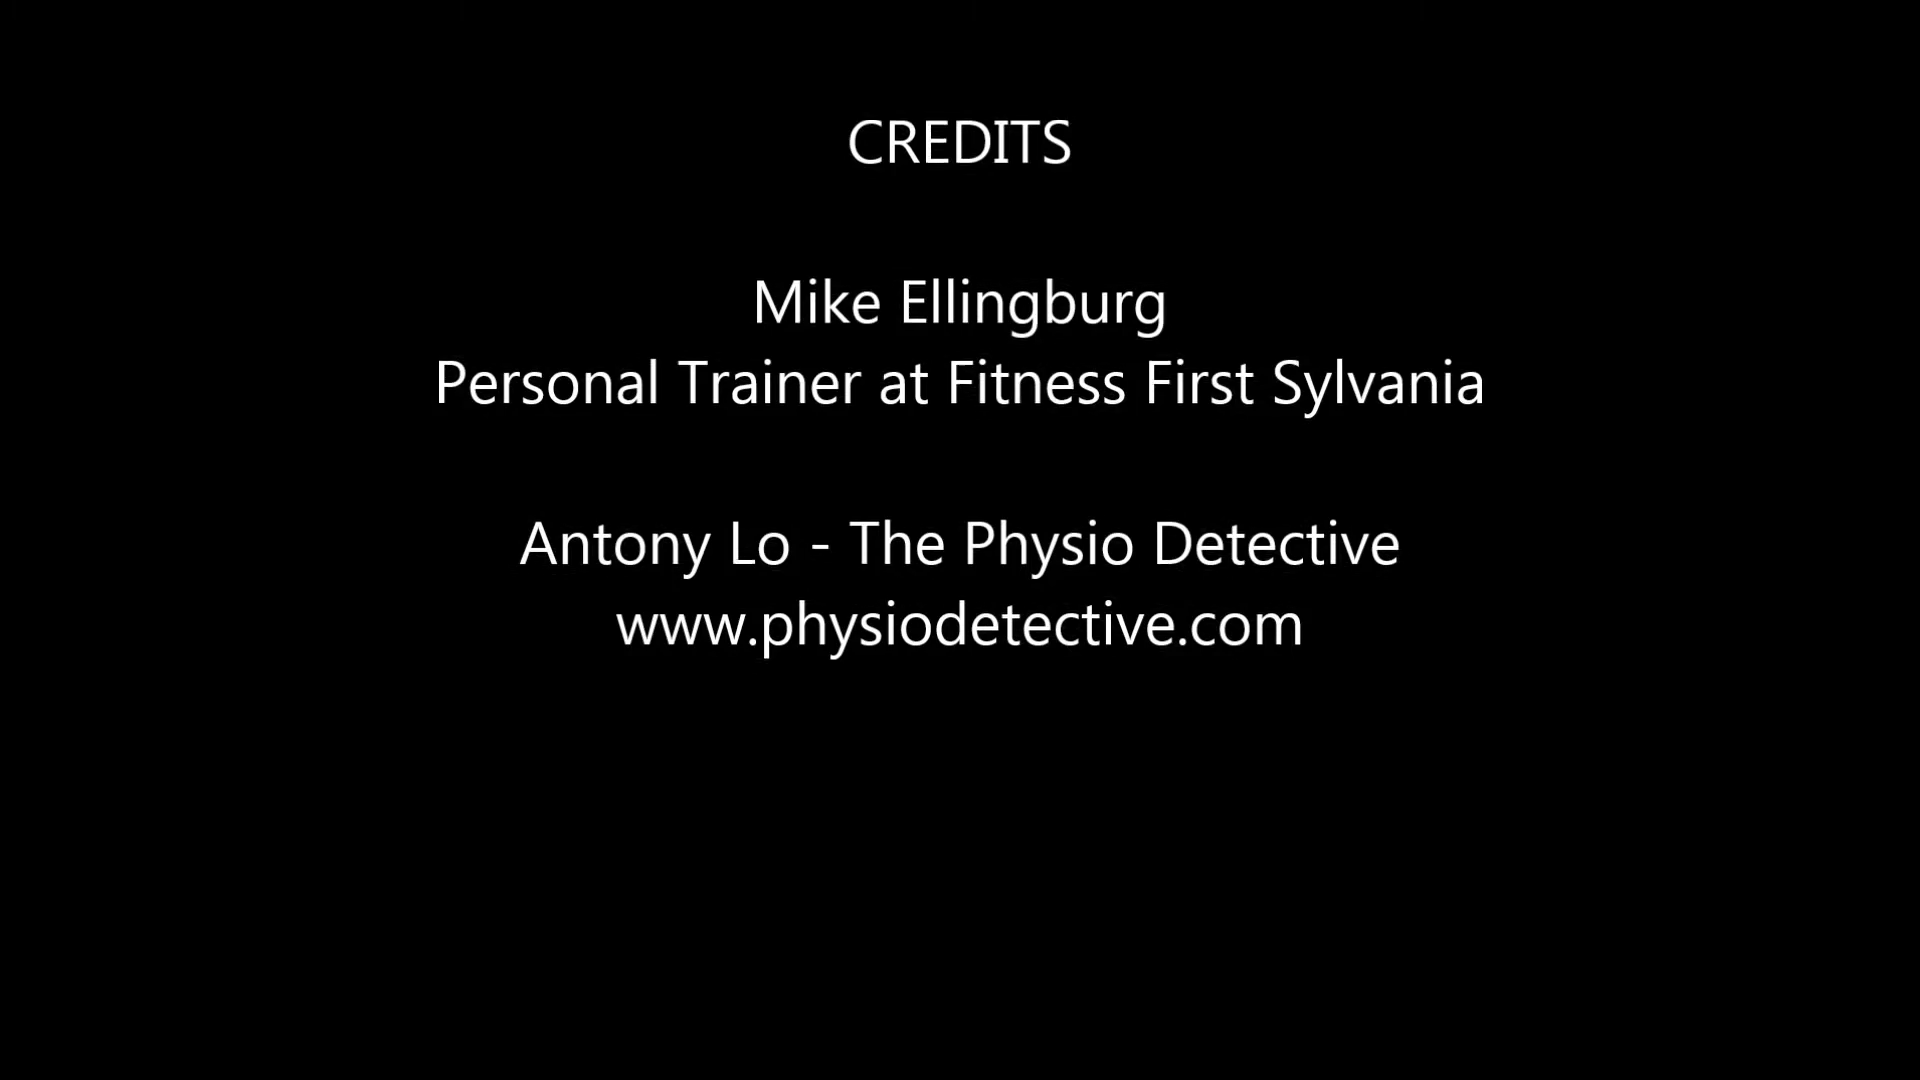 CREDITS
Mike Ellingburg
Personal Trainer at Fitness First Sylvania
Antony Lo - The Physio Detective
www.physiodetective.com